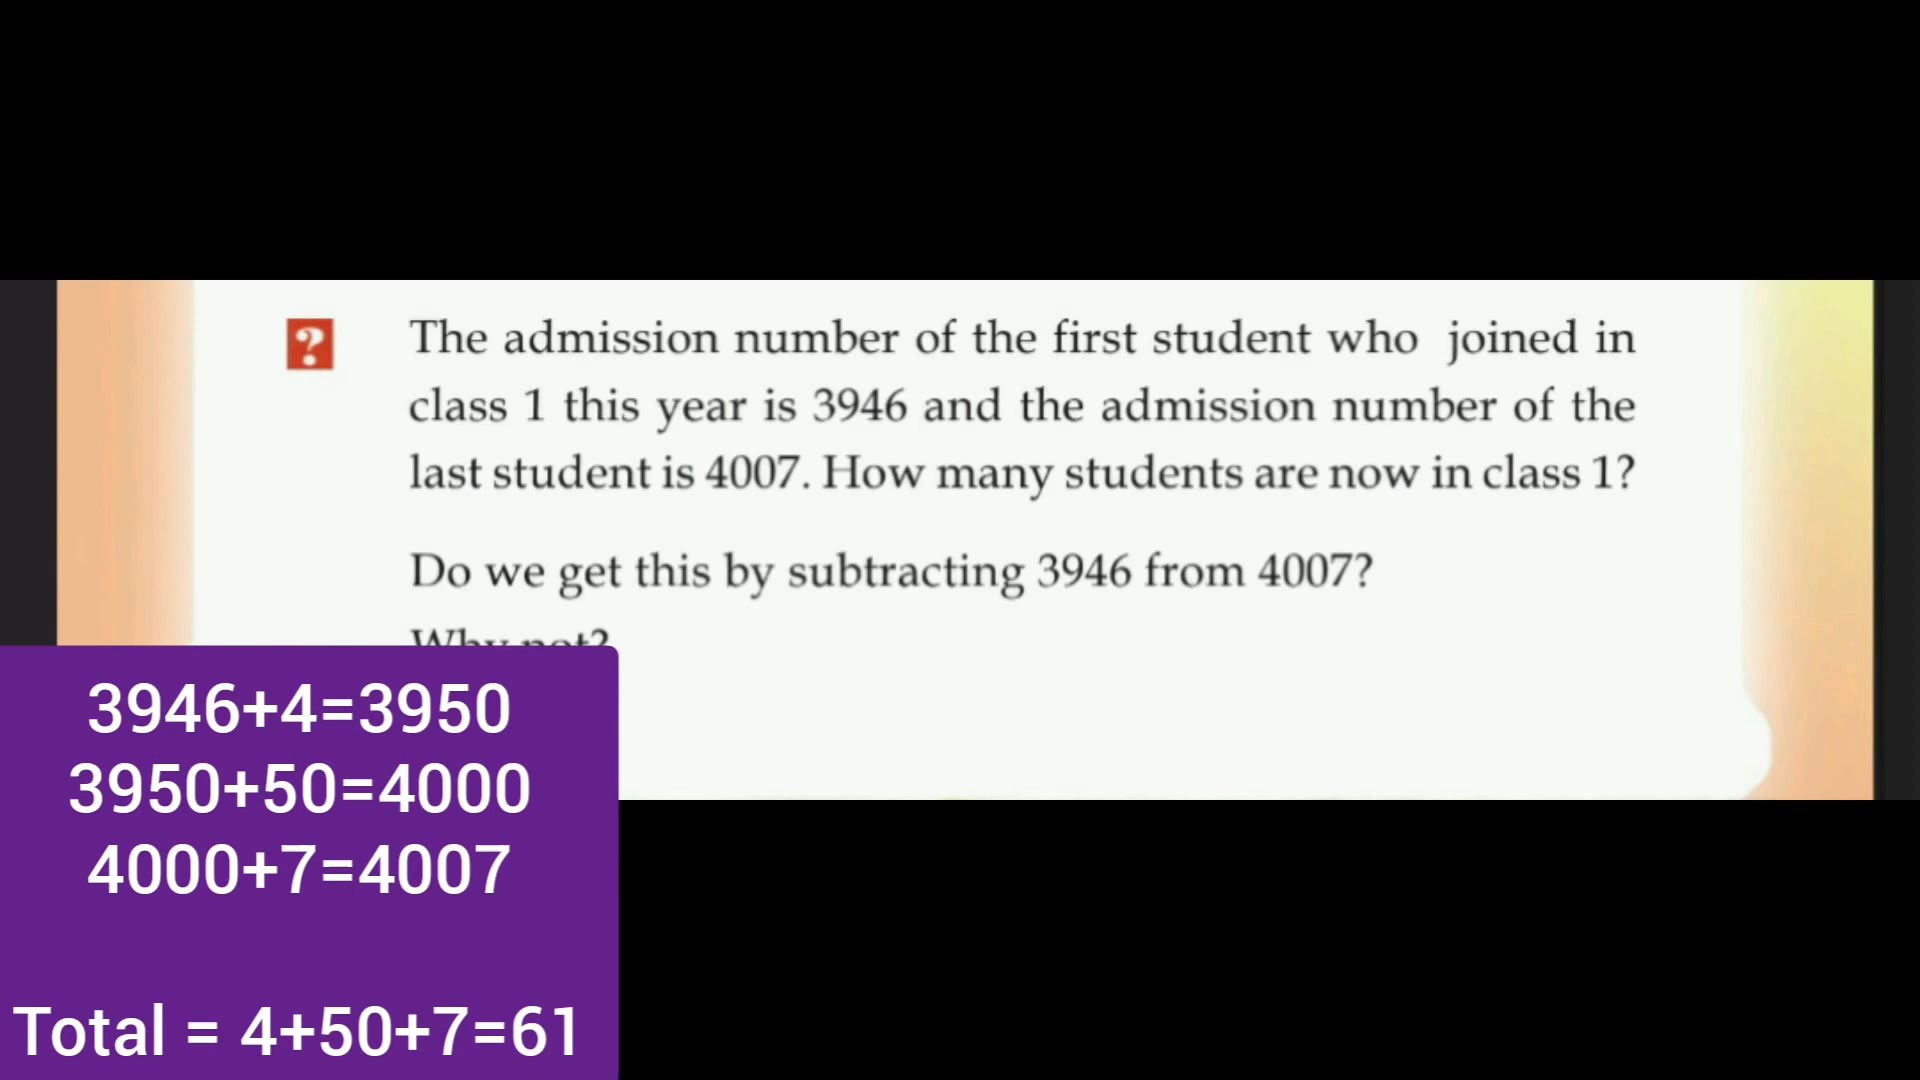 ?
The admission number of the first student who joined in
class 1 this year is 3946 and the admission number of the
last student is 4007. How many students are now in class 1?
Do we get this by subtracting 3946 from 4007?
Why not?
3946+4=3950
3950+50=4000
4000+7=4007
Total = 4+50+7=61